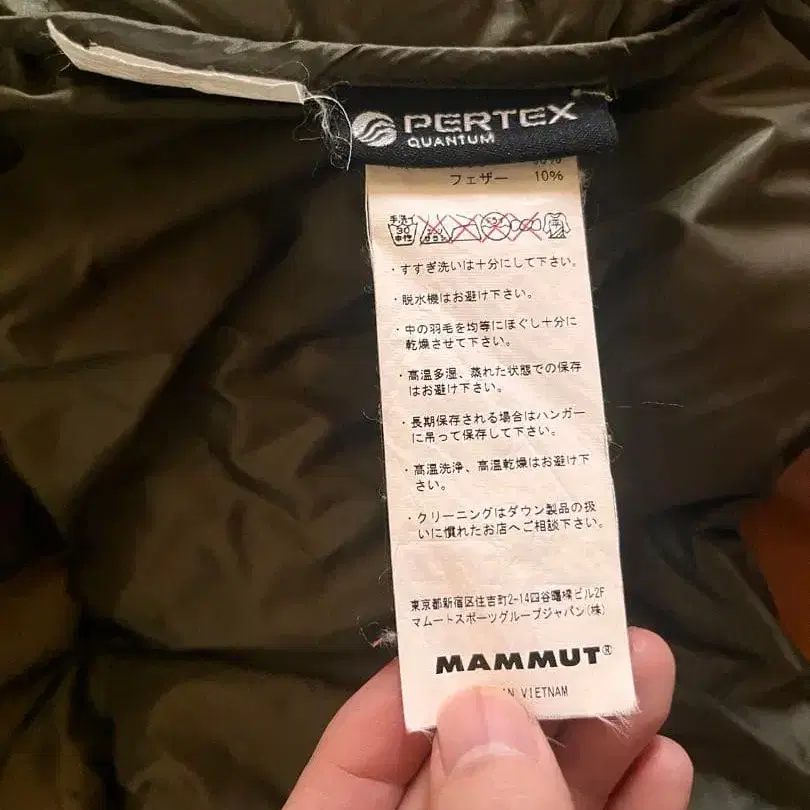 PERTEX
QUANTUM
フェザー 10%
手洗イ
30
中性
・すすぎ洗いは十分にして下さい。
・脱水機はお避け下さい。
・中の羽毛を均等にほぐし十分に
乾燥させて下さい。
・高温多湿、蒸れた状態での保存
はお避け下さい。
・長期保存される場合はハンガー
に吊って保存して下さい。
・高温洗浄、高温乾燥はお避け下
さい。
・クリーニングはダウン製品の扱
いに慣れたお店へご相談下さい。
東京都新宿区住吉町2-14四谷曙橋ビル2F
マムートスポーツグループジャパン(株)
MAMMUT®
VIETNAM